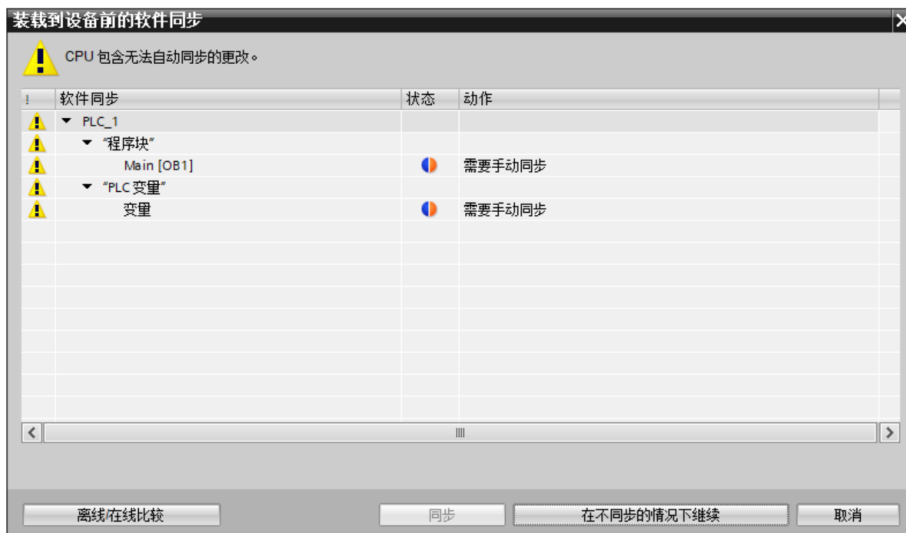 装载到设备前的软件同步
CPU 包含无法自动同步的更改。
! 软件同步 状态 动作
PLC_1
"程序块"
Main [OB1] 需要手动同步
"PLC 变量"
变量 需要手动同步
离线/在线比较 同步 在不同步的情况下继续 取消